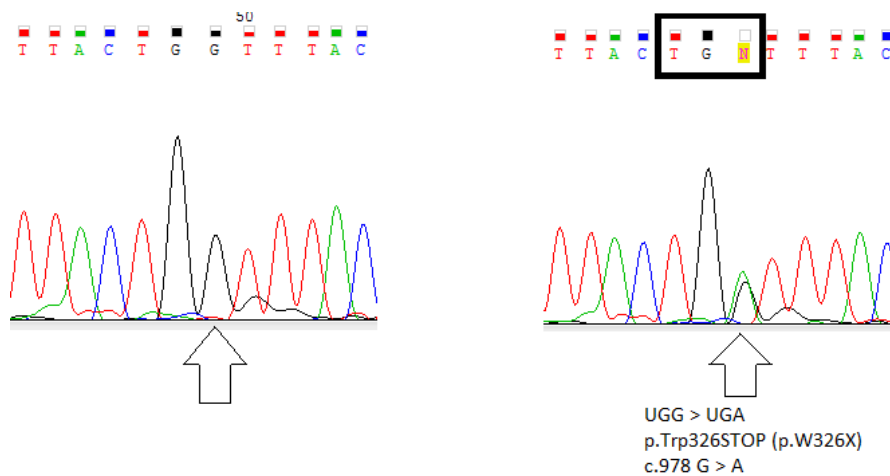 50
T T A C T G G T T T A C
T T A C T G N T T T A C
UGG > UGA
p.Trp326STOP (p.W326X)
c.978 G > A